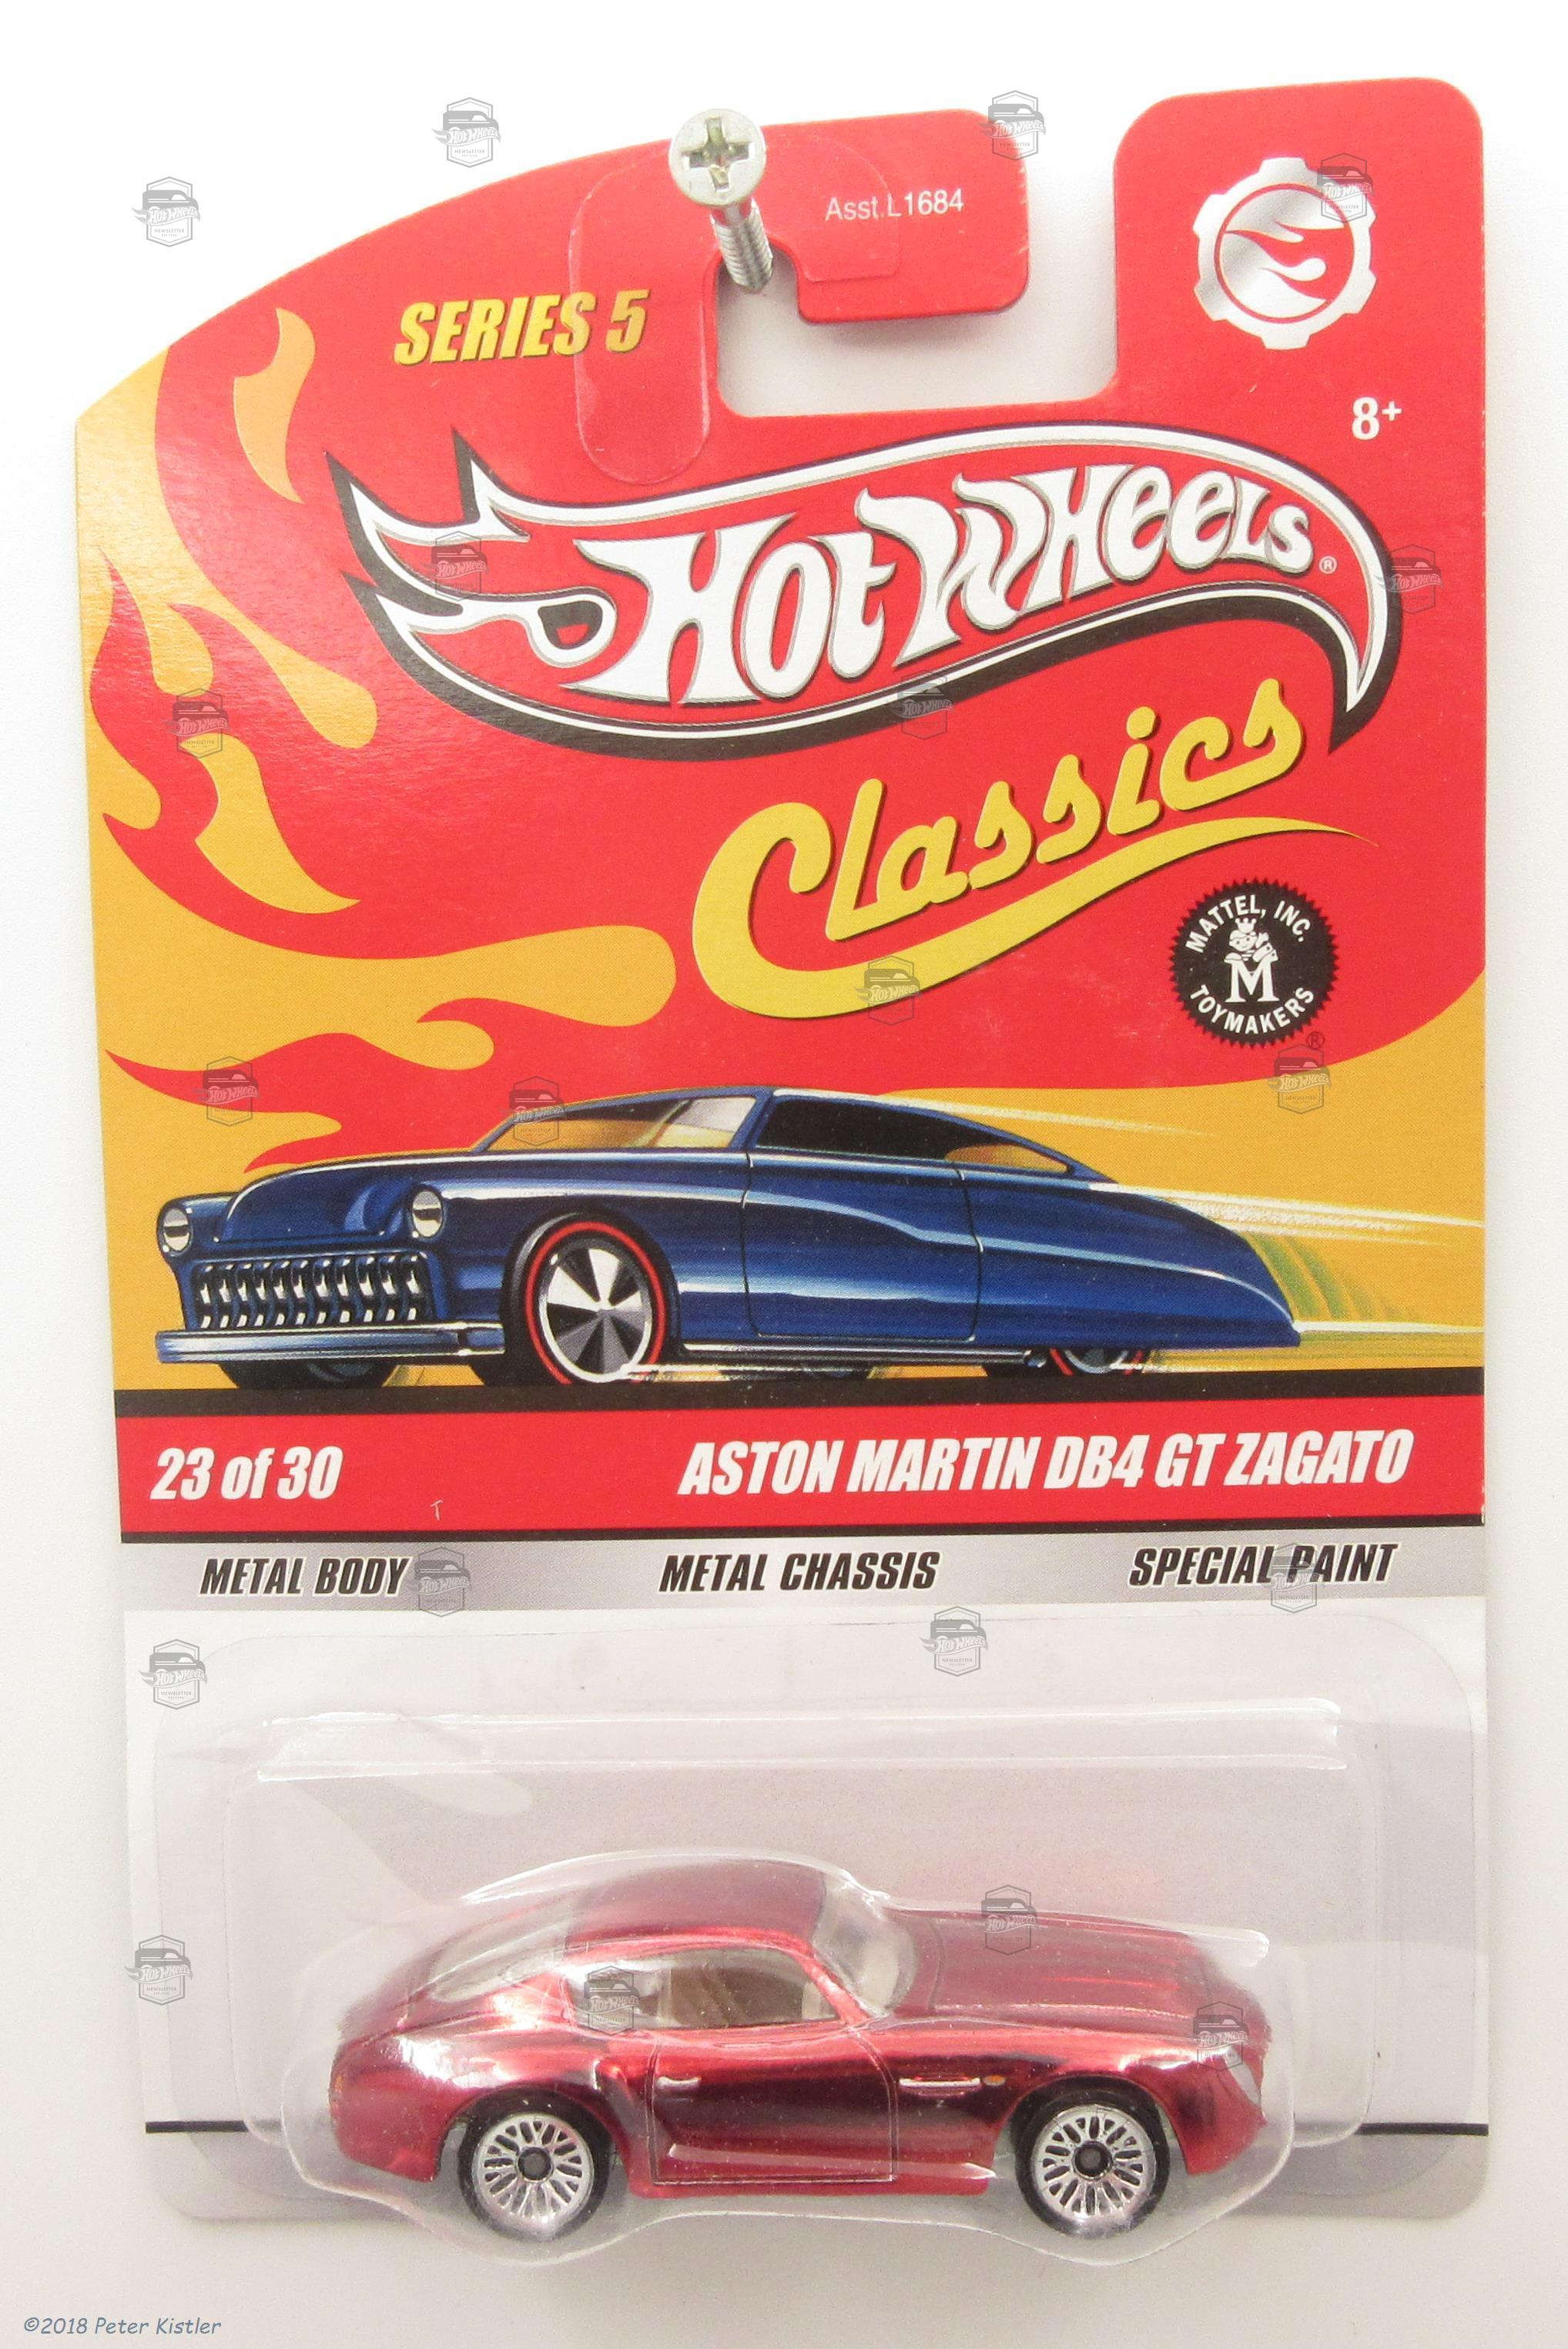 Asst.L1684
SERIES 5
8+
HOT WHEELS®
Classics
MATTEL, INC.
M
TOYMAKERS
®
23 of 30
ASTON MARTIN DB4 GT ZAGATO
METAL BODY
METAL CHASSIS
SPECIAL PAINT
©2018 Peter Kistler